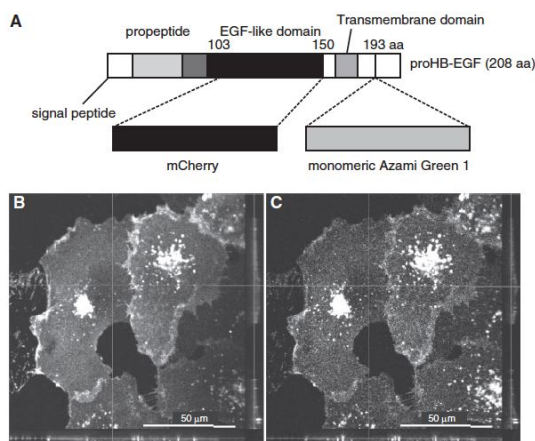 A
propeptide EGF-like domain Transmembrane domain
103 150 193 aa
proHB-EGF (208 aa)
signal peptide
mCherry monomeric Azami Green 1
B C
50 µm 50 µm